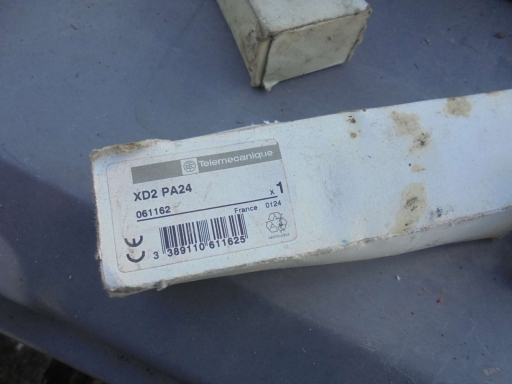 Telemecanique
XD2 PA24
x 1
061162
France 0124
CE
3 389110 611625